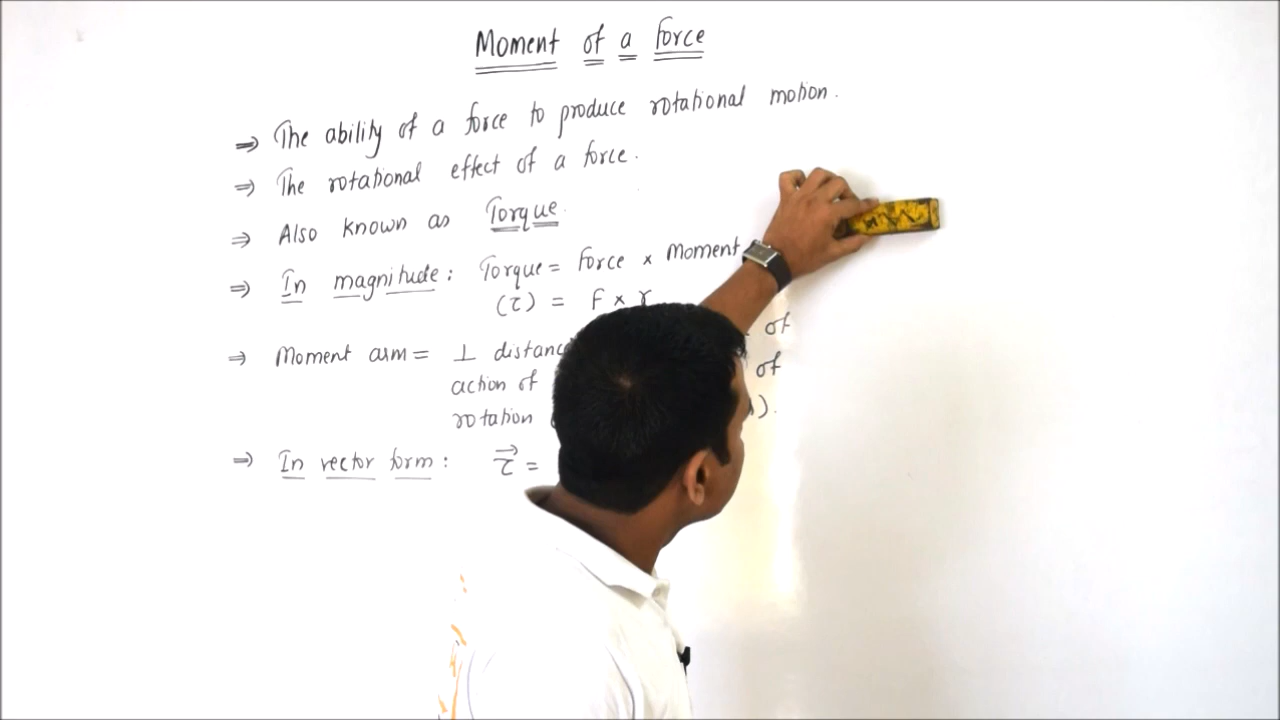 Moment of a force
⇒ The ability of a force to produce rotational motion.
⇒ The rotational effect of a force.
⇒ Also known as Torque.
⇒ In magnitude: Torque = Force × Moment
(τ) = F × r
⇒ Moment arm = ⊥ distanc of
action of of
rotation ).
⇒ In vector form: τ⃗ =